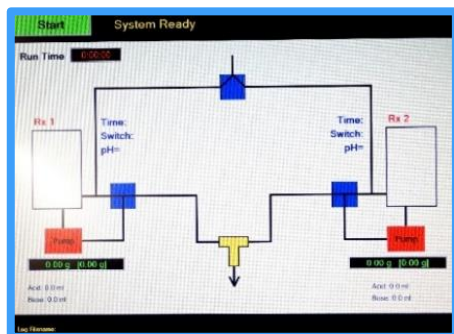 Start
System Ready
Run Time 0:00:00
Rx 1
Time:
Switch:
pH=
Pump
0.00 g [0.00 g]
Acid: 0.0 ml
Base: 0.0 ml
Time:
Switch:
pH=
Rx 2
Pump
0.00 g [0.00 g]
Acid: 0.0 ml
Base: 0.0 ml
Log Filename: